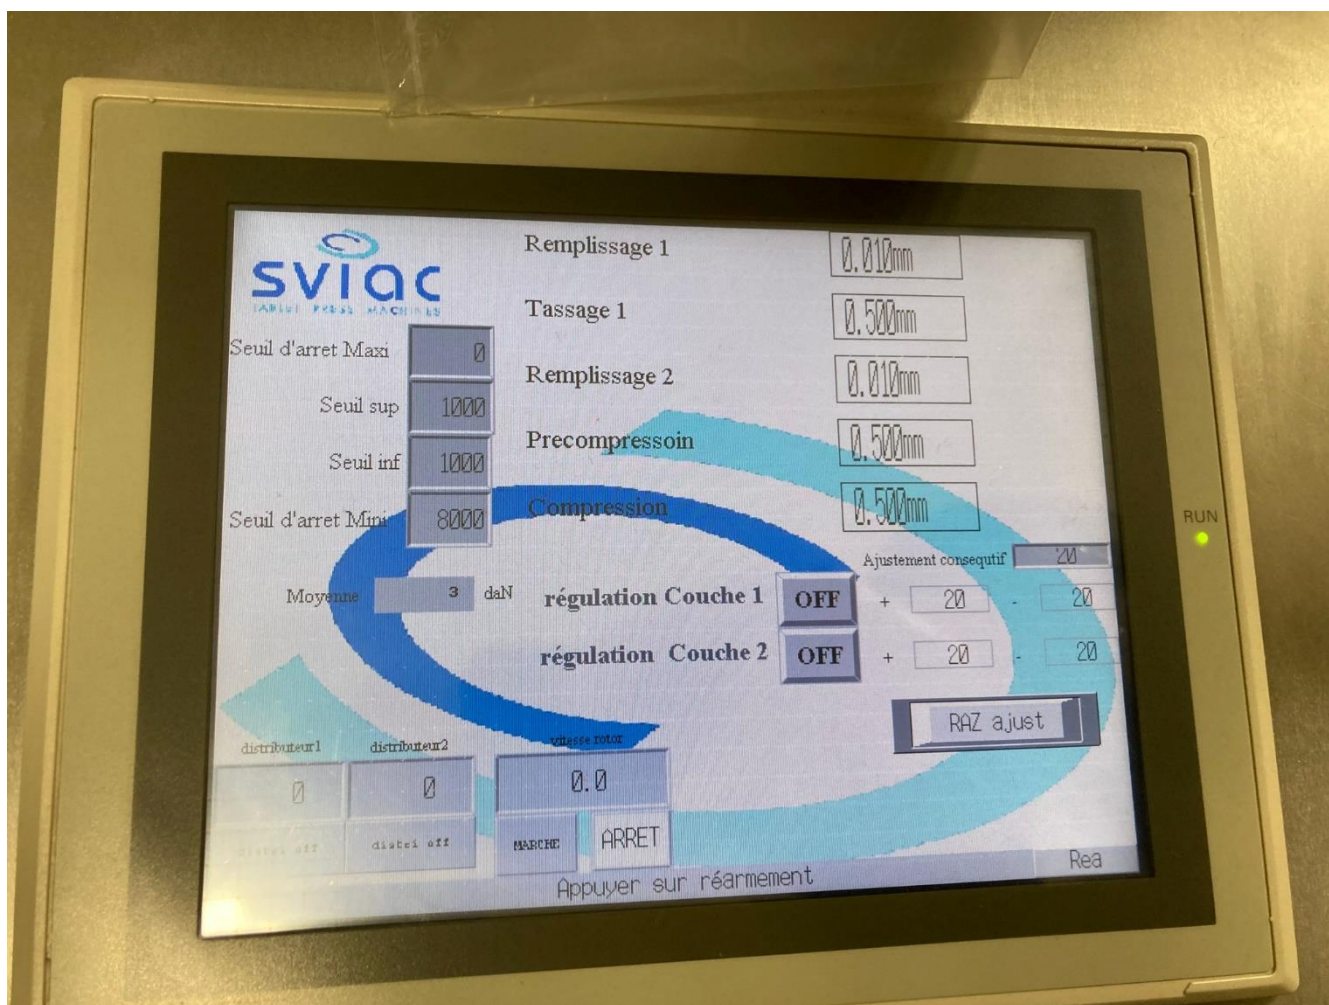 sviac
TABLET PRESS MACHINES
Remplissage 1 0.010mm
Tassage 1 0.500mm
Seuil d'arret Maxi 0
Remplissage 2 0.010mm
Seuil sup 1000
Precompressoin 0.500mm
Seuil inf 1000
Compression 0.500mm
Seuil d'arret Mini 8000
RUN
Ajustement consequtif 20
Moyenne 3 daN
régulation Couche 1 OFF + 20 - 20
régulation Couche 2 OFF + 20 - 20
RAZ ajust
distributeur1 distributeur2 vitesse rotor
0 0 0.0
distri off distri off MARCHE ARRET
Appuyer sur réarmement Rea